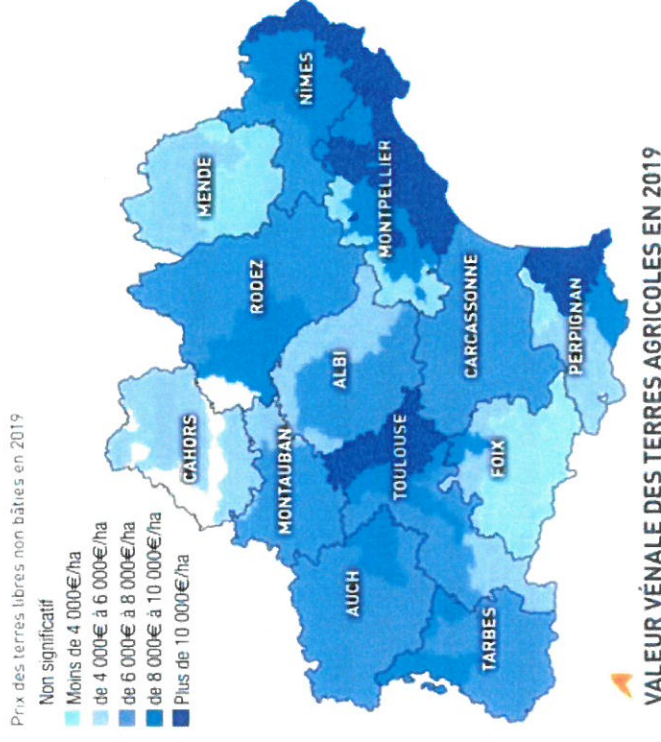 Prix des terres libres non bâties en 2019
Non significatif
Moins de 4 000€/ha
de 4 000€ à 6 000€/ha
de 6 000€ à 8 000€/ha
de 8 000€ à 10 000€/ha
Plus de 10 000€/ha
CAHORS
MENDE
RODEZ
MONTAUBAN
ALBI
NÎMES
AUCH
TOULOUSE
MONTPELLIER
TARBES
FOIX
CARCASSONNE
PERPIGNAN
VALEUR VÉNALE DES TERRES AGRICOLES EN 2019